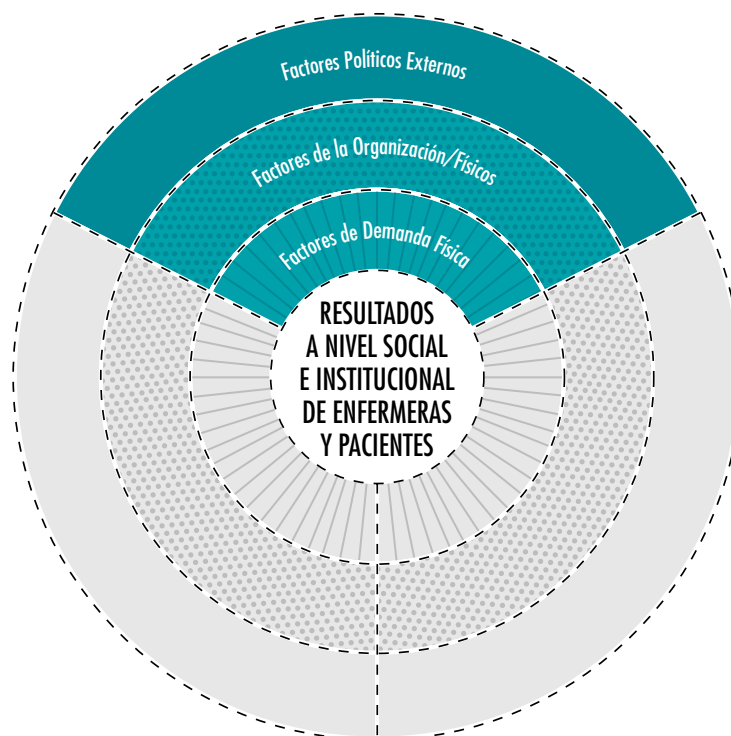 Factores Políticos Externos
Factores de la Organización/Físicos
Factores de Demanda Física
RESULTADOS
A NIVEL SOCIAL
E INSTITUCIONAL
DE ENFERMERAS
Y PACIENTES